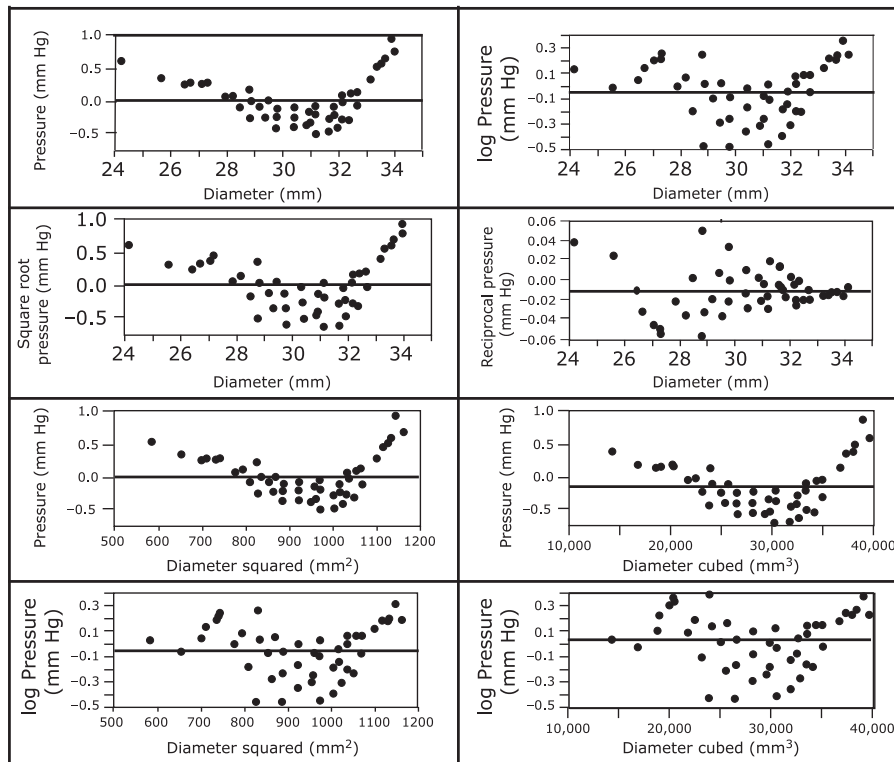 Pressure (mm Hg)
1.0
0.5
0.0
−0.5
24 26 28 30 32 34
Diameter (mm)
log Pressure
(mm Hg)
0.3
0.1
−0.1
−0.3
−0.5
24 26 28 30 32 34
Diameter (mm)
Square root
pressure (mm Hg)
1.0
0.5
0.0
−0.5
24 26 28 30 32 34
Diameter (mm)
Reciprocal pressure
(mm Hg)
0.06
0.04
0.02
0.00
−0.02
−0.04
−0.06
24 26 28 30 32 34
Diameter (mm)
Pressure (mm Hg)
1.0
0.5
0.0
−0.5
500 600 700 800 900 1000 1100 1200
Diameter squared (mm²)
Pressure (mm Hg)
1.0
0.5
0.0
−0.5
10,000 20,000 30,000 40,000
Diameter cubed (mm³)
log Pressure
(mm Hg)
0.3
0.1
−0.1
−0.3
−0.5
500 600 700 800 900 1000 1100 1200
Diameter squared (mm²)
log Pressure
(mm Hg)
0.3
0.1
−0.1
−0.3
−0.5
10,000 20,000 30,000 40,000
Diameter cubed (mm³)